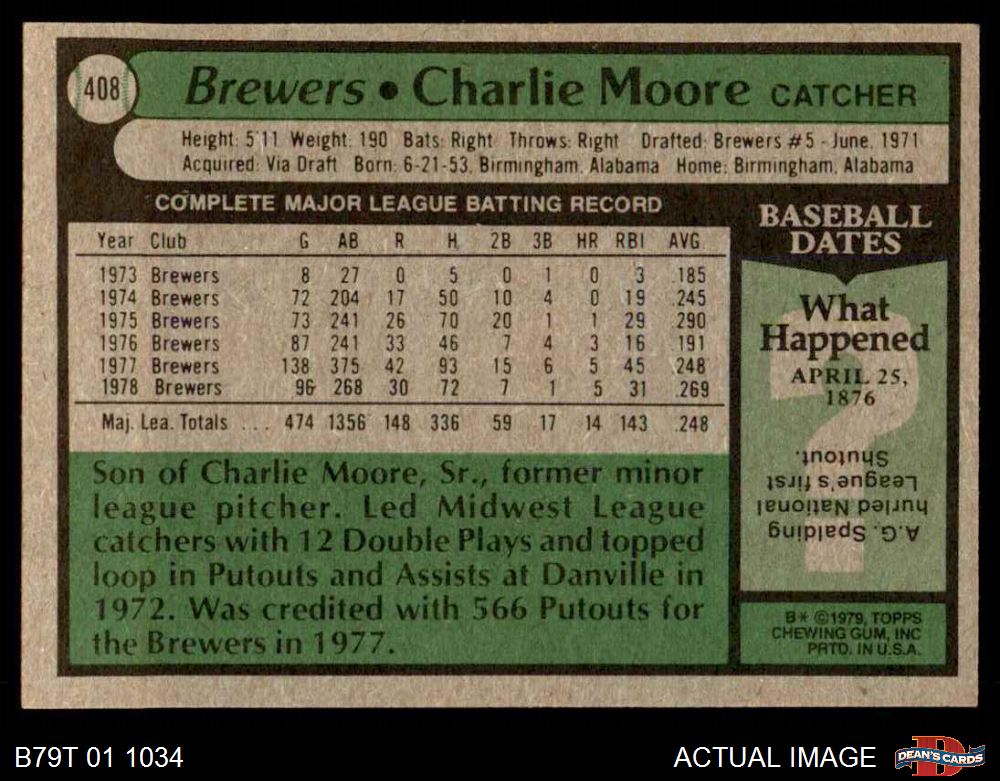 408
Brewers • Charlie Moore CATCHER
Height: 5'11 Weight: 190 Bats: Right Throws: Right Drafted: Brewers #5 - June, 1971
Acquired: Via Draft Born: 6-21-53, Birmingham, Alabama Home: Birmingham, Alabama
COMPLETE MAJOR LEAGUE BATTING RECORD
Year Club G AB R H 2B 3B HR RBI AVG.
1973 Brewers 8 27 0 5 0 1 0 3 .185
1974 Brewers 72 204 17 50 10 4 0 19 .245
1975 Brewers 73 241 26 70 20 1 1 29 .290
1976 Brewers 87 241 33 46 7 4 3 16 .191
1977 Brewers 138 375 42 93 15 6 5 45 .248
1978 Brewers 96 268 30 72 7 1 5 31 .269
Maj. Lea. Totals ... 474 1356 148 336 59 17 14 143 .248
Son of Charlie Moore, Sr., former minor
league pitcher. Led Midwest League
catchers with 12 Double Plays and topped
loop in Putouts and Assists at Danville in
1972. Was credited with 566 Putouts for
the Brewers in 1977.
BASEBALL
DATES
What
Happened
APRIL 25,
1876
A.G. Spalding
hurled National
League's first
Shutout.
B* ©1979, TOPPS
CHEWING GUM, INC
PRTD. IN U.S.A.
B79T 01 1034
ACTUAL IMAGE
D
DEAN'S CARDS